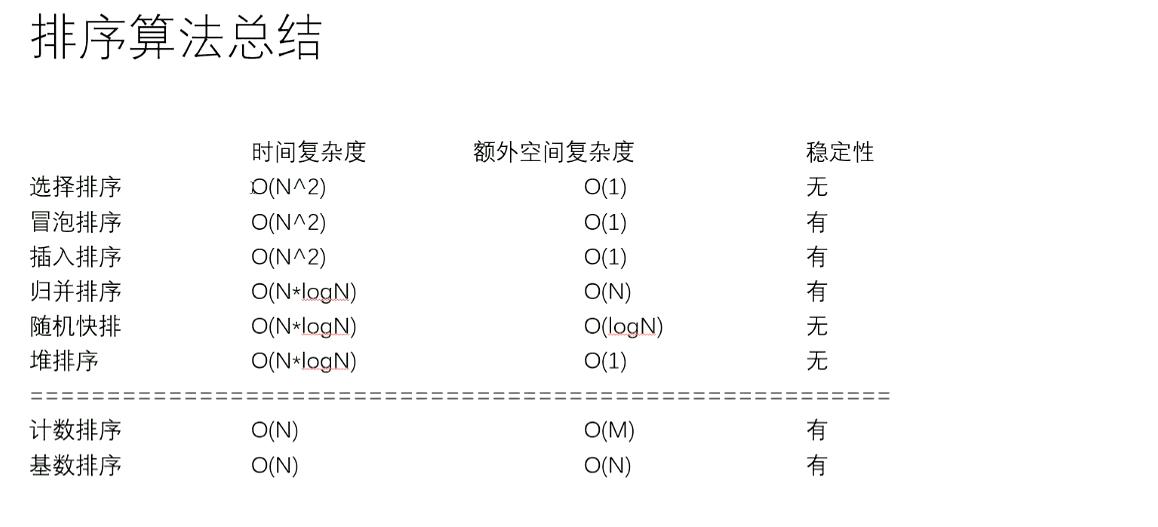 排序算法总结
时间复杂度 额外空间复杂度 稳定性
选择排序 O(N^2) O(1) 无
冒泡排序 O(N^2) O(1) 有
插入排序 O(N^2) O(1) 有
归并排序 O(N*logN) O(N) 有
随机快排 O(N*logN) O(logN) 无
堆排序 O(N*logN) O(1) 无
========================================================
计数排序 O(N) O(M) 有
基数排序 O(N) O(N) 有